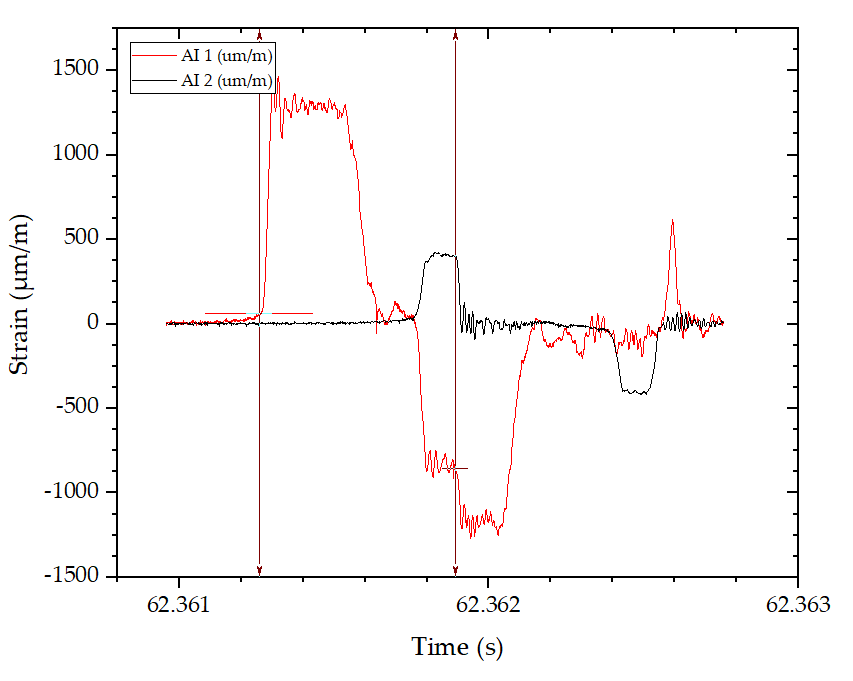 AI 1 (um/m)
AI 2 (um/m)
1500
1000
500
0
-500
-1000
-1500
Strain (μm/m)
62.361
62.362
62.363
Time (s)